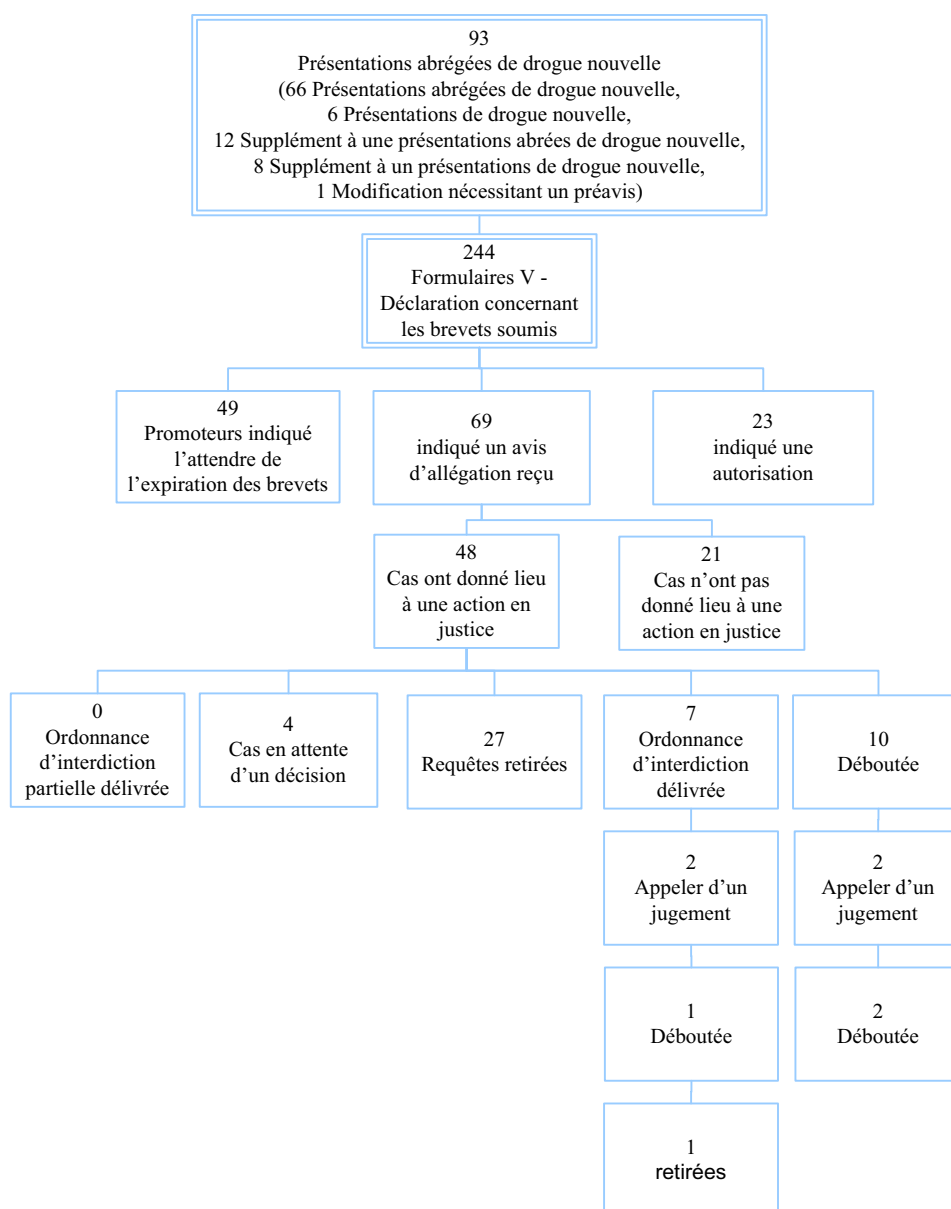 93
Présentations abrégées de drogue nouvelle
(66 Présentations abrégées de drogue nouvelle,
6 Présentations de drogue nouvelle,
12 Supplément à une présentations abrées de drogue nouvelle,
8 Supplément à un présentations de drogue nouvelle,
1 Modification nécessitant un préavis)
244
Formulaires V -
Déclaration concernant
les brevets soumis
49
Promoteurs indiqué
l’attendre de
l’expiration des brevets
69
indiqué un avis
d’allégation reçu
23
indiqué une
autorisation
48
Cas ont donné lieu
à une action en
justice
21
Cas n’ont pas
donné lieu à une
action en justice
0
Ordonnance
d’interdiction
partielle délivrée
4
Cas en attente
d’un décision
27
Requêtes retirées
7
Ordonnance
d’interdiction
délivrée
10
Déboutée
2
Appeler d’un
jugement
2
Appeler d’un
jugement
1
Déboutée
2
Déboutée
1
retirées